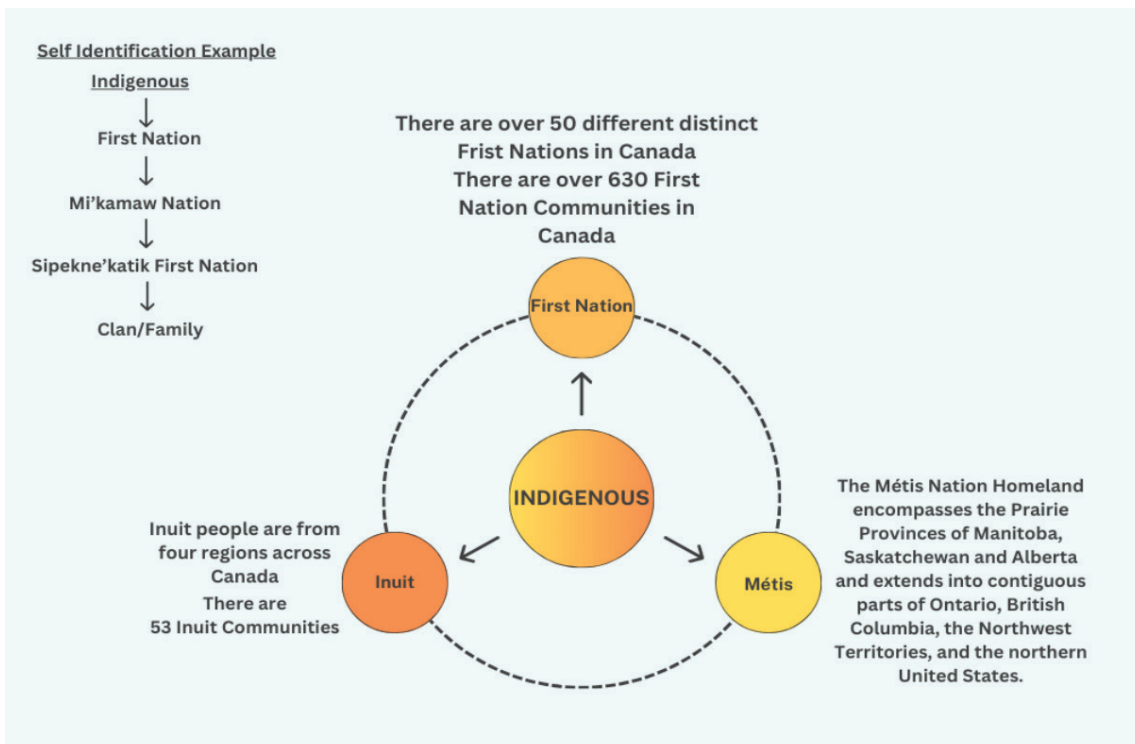 Self Identification Example
Indigenous
First Nation
Mi'kamaw Nation
Sipekne'katik First Nation
Clan/Family
There are over 50 different distinct
Frist Nations in Canada
There are over 630 First
Nation Communities in
Canada
First Nation
INDIGENOUS
Inuit people are from
four regions across
Canada
There are
53 Inuit Communities
Inuit
Métis
The Métis Nation Homeland
encompasses the Prairie
Provinces of Manitoba,
Saskatchewan and Alberta
and extends into contiguous
parts of Ontario, British
Columbia, the Northwest
Territories, and the northern
United States.